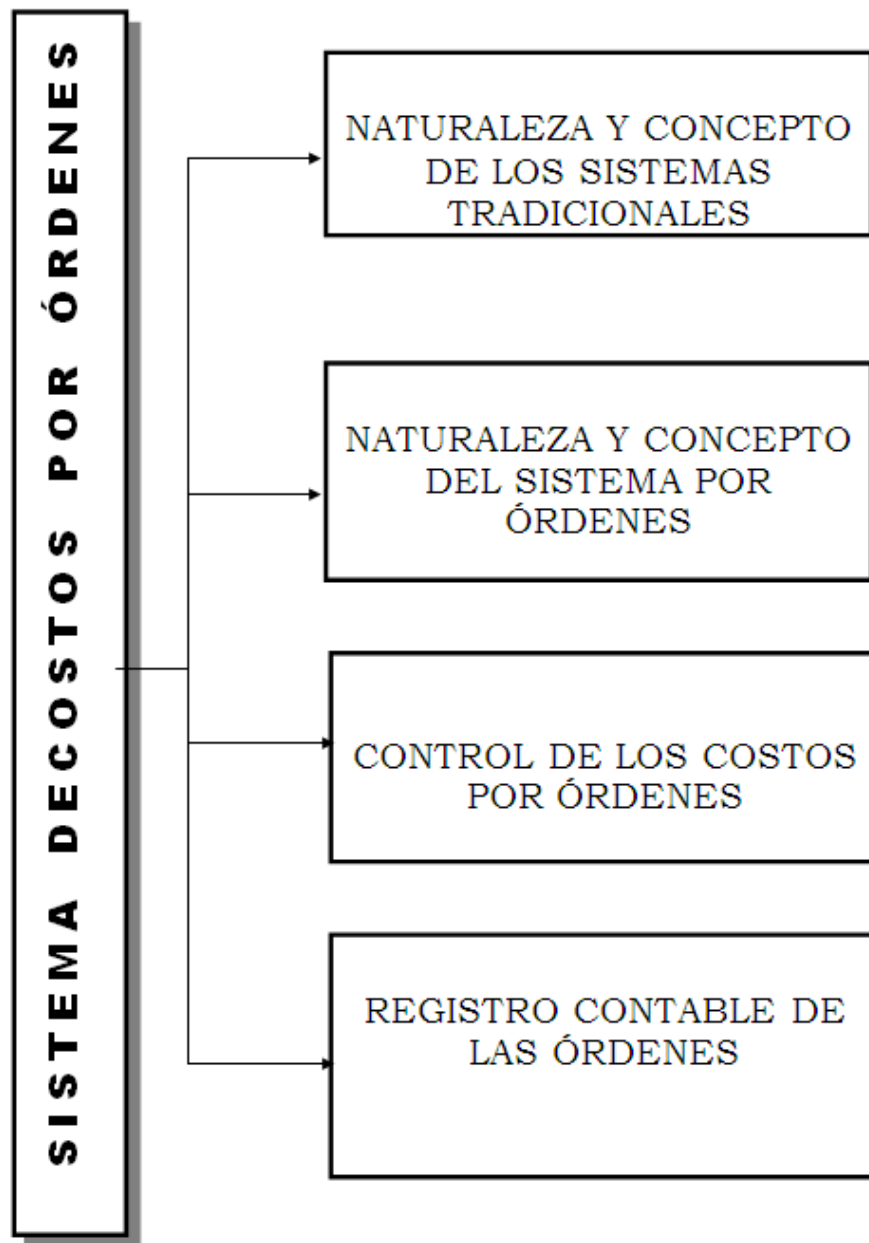 SISTEMA DECOSTOS POR ÓRDENES
NATURALEZA Y CONCEPTO
DE LOS SISTEMAS
TRADICIONALES
NATURALEZA Y CONCEPTO
DEL SISTEMA POR
ÓRDENES
CONTROL DE LOS COSTOS
POR ÓRDENES
REGISTRO CONTABLE DE
LAS ÓRDENES